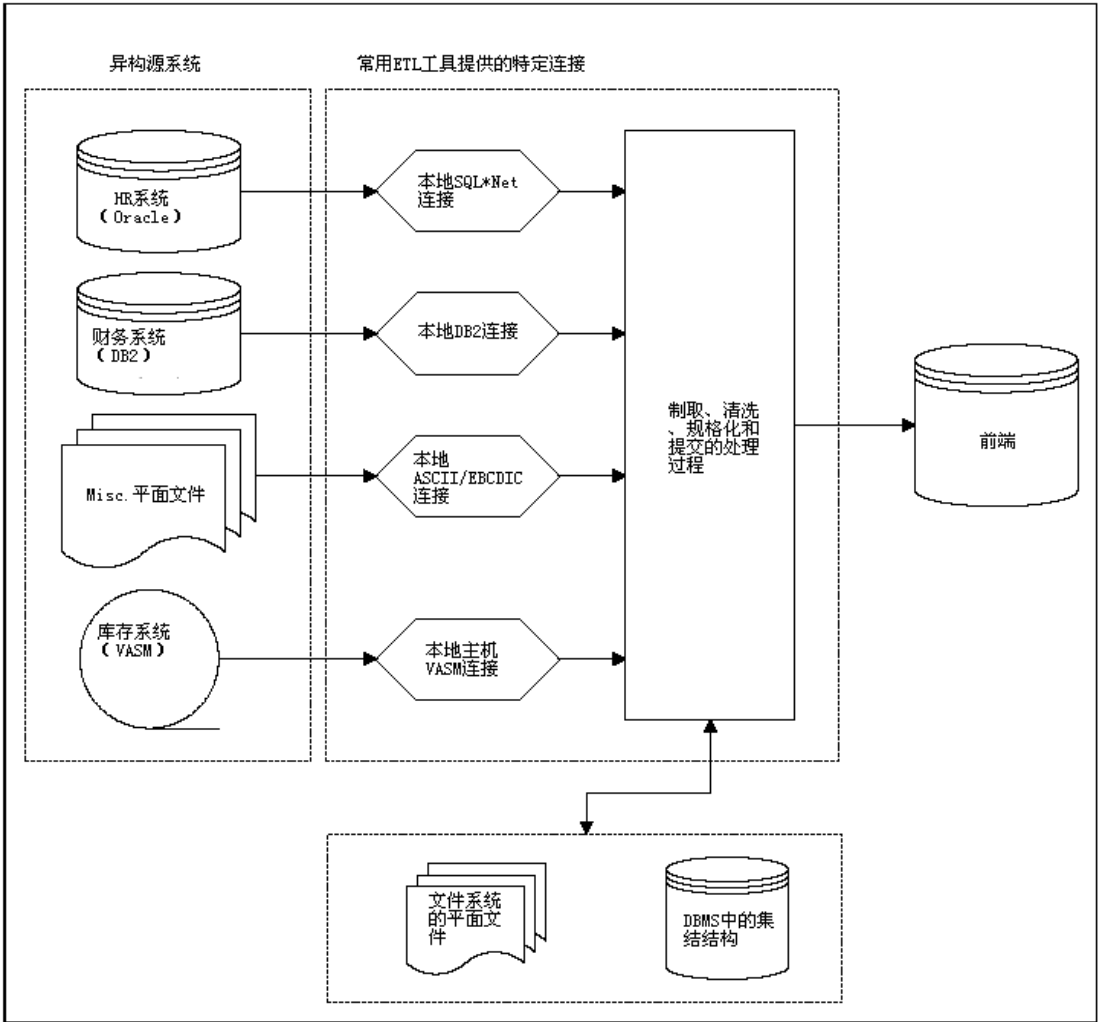 异构源系统
常用ETL工具提供的特定连接
HR系统
（Oracle）
本地SQL*Net
连接
财务系统
（DB2）
本地DB2连接
Misc.平面文件
本地
ASCII/EBCDIC
连接
库存系统
（VASM）
本地主机
VASM连接
制取、清洗
、规格化和
提交的处理
过程
前端
文件系统
的平面文
件
DBMS中的集
结结构